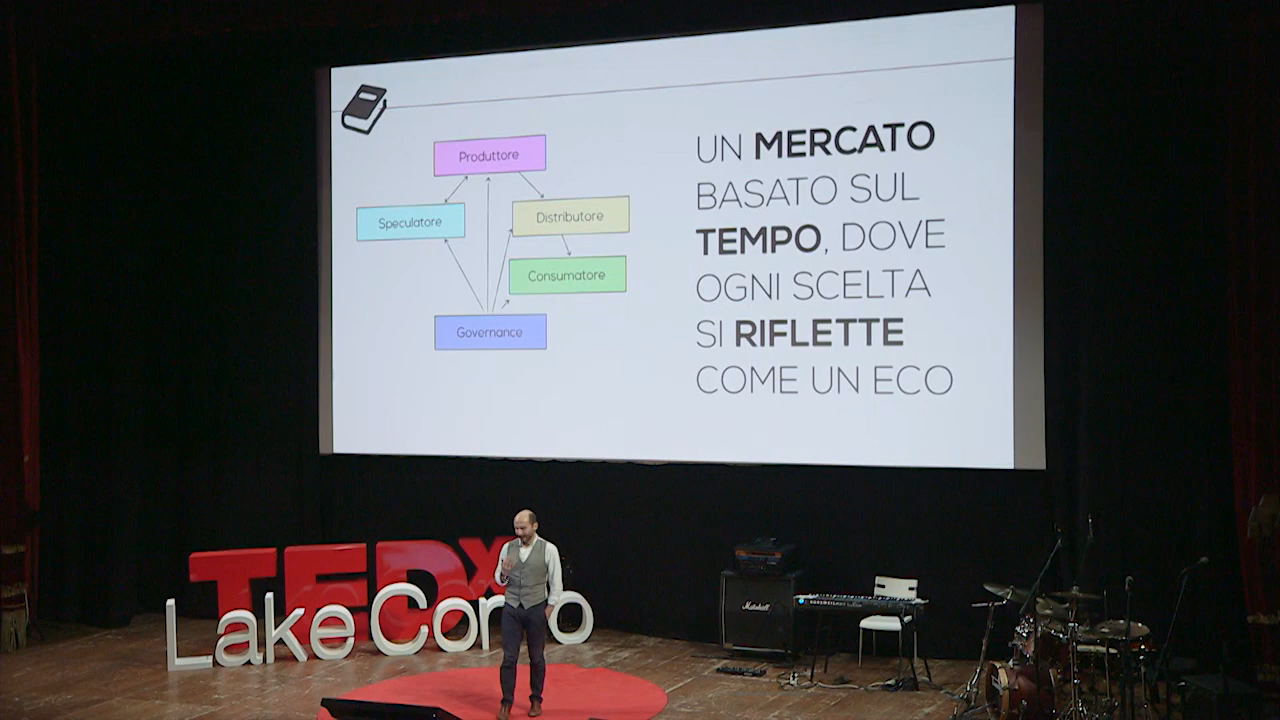 Produttore
Speculatore
Distributore
Consumatore
Governance
UN MERCATO
BASATO SUL
TEMPO, DOVE
OGNI SCELTA
SI RIFLETTE
COME UN ECO
TEDx
Lake Como
Marshall